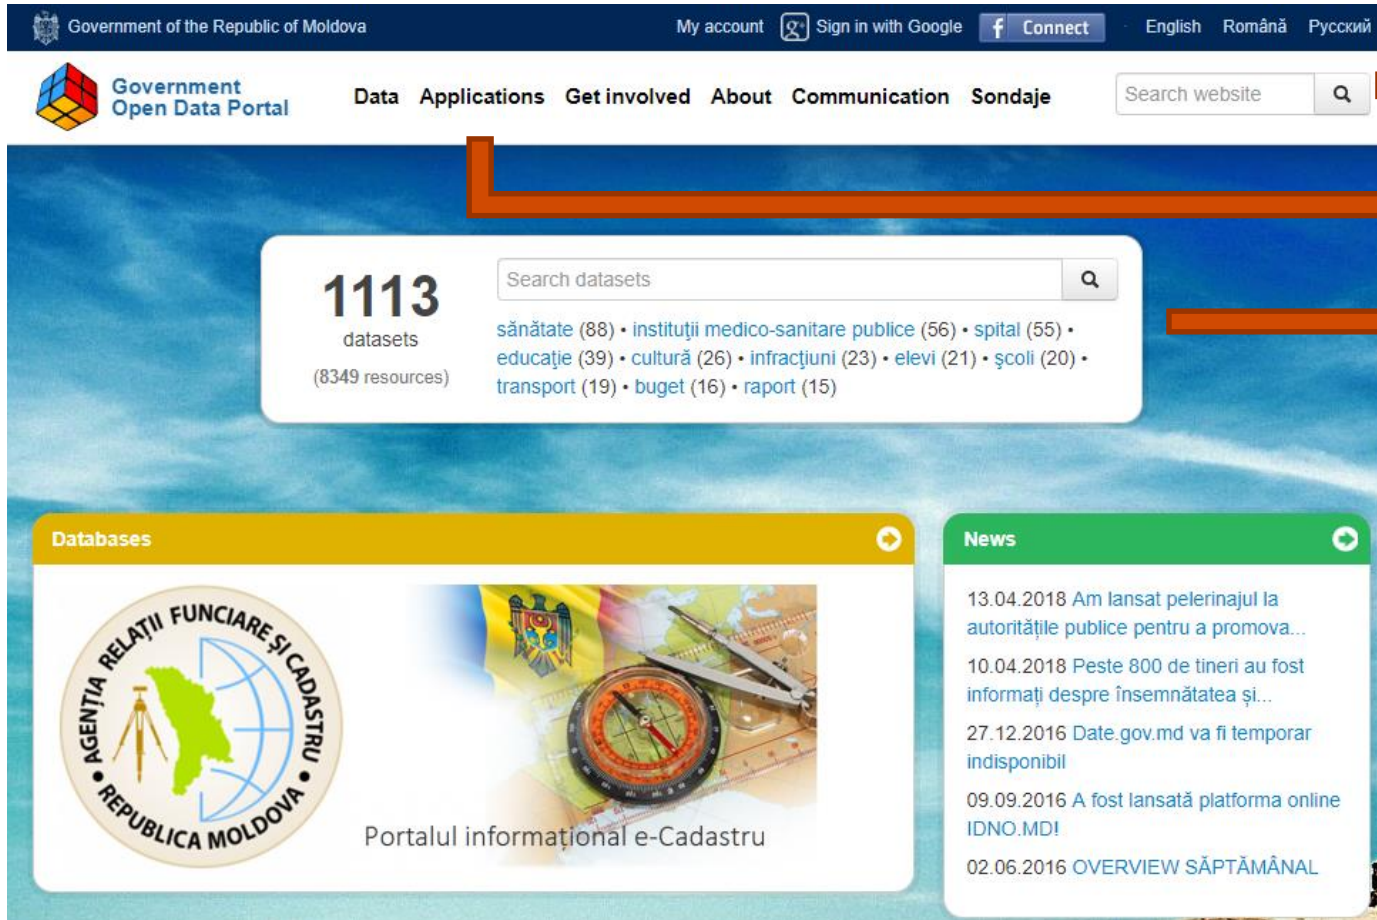 Government of the Republic of Moldova My account g+ Sign in with Google f Connect English Română Русский
Government
Open Data Portal
Data Applications Get involved About Communication Sondaje
Search website
1113
datasets
(8349 resources)
Search datasets
sănătate (88) • instituţii medico-sanitare publice (56) • spital (55) •
educaţie (39) • cultură (26) • infracţiuni (23) • elevi (21) • şcoli (20) •
transport (19) • buget (16) • raport (15)
Databases
AGENȚIA RELAȚII FUNCIARE ȘI CADASTRU
• REPUBLICA MOLDOVA •
Portalul informațional e-Cadastru
News
13.04.2018 Am lansat pelerinajul la
autoritățile publice pentru a promova...
10.04.2018 Peste 800 de tineri au fost
informați despre însemnătatea și...
27.12.2016 Date.gov.md va fi temporar
indisponibil
09.09.2016 A fost lansată platforma online
IDNO.MD!
02.06.2016 OVERVIEW SĂPTĂMÂNAL